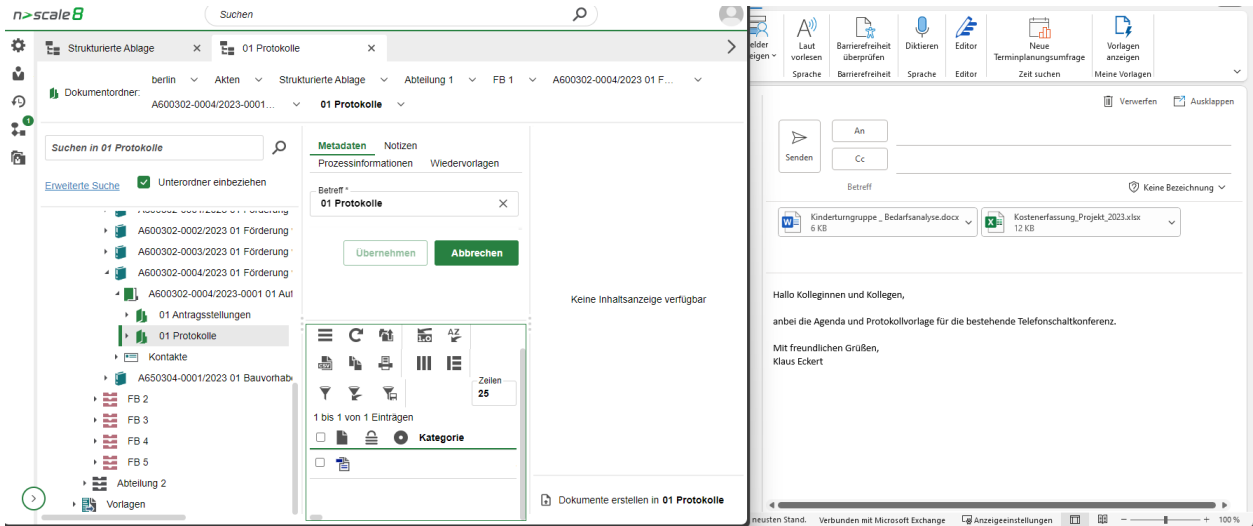 n>scale 8
Suchen
Strukturierte Ablage ×
01 Protokolle ×
Dokumentordner:
berlin Akten Strukturierte Ablage Abteilung 1 FB 1 A600302-0004/2023 01 F...
A600302-0004/2023-0001... 01 Protokolle
1
Suchen in 01 Protokolle
Erweiterte Suche Unterordner einbeziehen
A600302-0002/2023 01 Förderung
A600302-0003/2023 01 Förderung
A600302-0004/2023 01 Förderung
A600302-0004/2023-0001 01 Auf
01 Antragsstellungen
01 Protokolle
Kontakte
A650304-0001/2023 01 Bauvorhab
FB 2
FB 3
FB 4
FB 5
Abteilung 2
Vorlagen
Metadaten Notizen
Prozessinformationen Wiedervorlagen
Betreff *
01 Protokolle
Übernehmen Abbrechen
1.0
AZ
CSV
Zeilen
25
1 bis 1 von 1 Einträgen
Kategorie
Keine Inhaltsanzeige verfügbar
Dokumente erstellen in 01 Protokolle
Laut vorlesen
Barrierefreiheit überprüfen
Diktieren
Editor
Neue Terminplanungsumfrage
Vorlagen anzeigen
Sprache Barrierefreiheit Sprache Editor Zeit suchen Meine Vorlagen
Verwerfen Ausklappen
Senden
An
Cc
Betreff
Keine Bezeichnung
Kinderturngruppe _ Bedarfsanalyse.docx
6 KB
Kostenerfassung_Projekt_2023.xlsx
12 KB
Hallo Kolleginnen und Kollegen,
anbei die Agenda und Protokollvorlage für die bestehende Telefonschaltkonferenz.
Mit freundlichen Grüßen,
Klaus Eckert
neusten Stand. Verbunden mit Microsoft Exchange Anzeigeeinstellungen 100 %